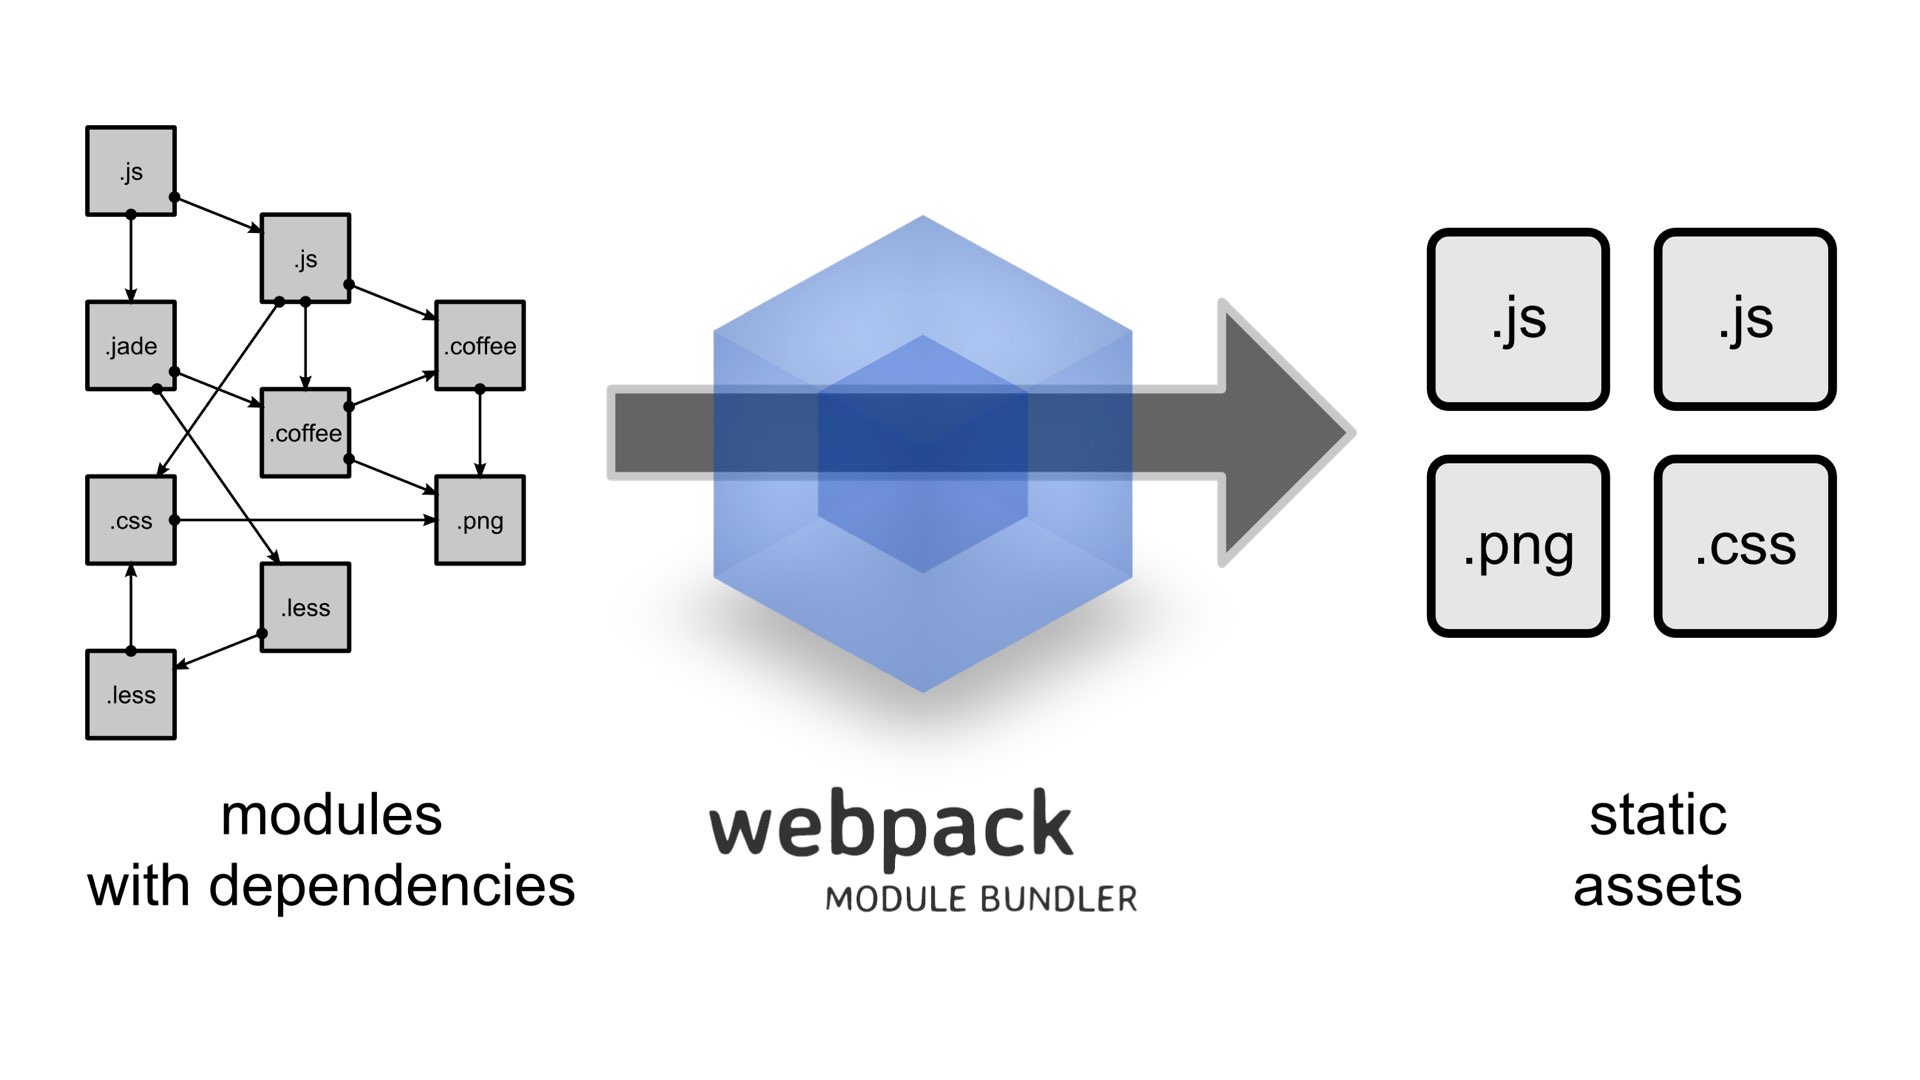 .js
.js
.jade
.coffee
.coffee
.css
.png
.less
.less
modules
with dependencies
webpack
MODULE BUNDLER
.js
.js
.png
.css
static
assets